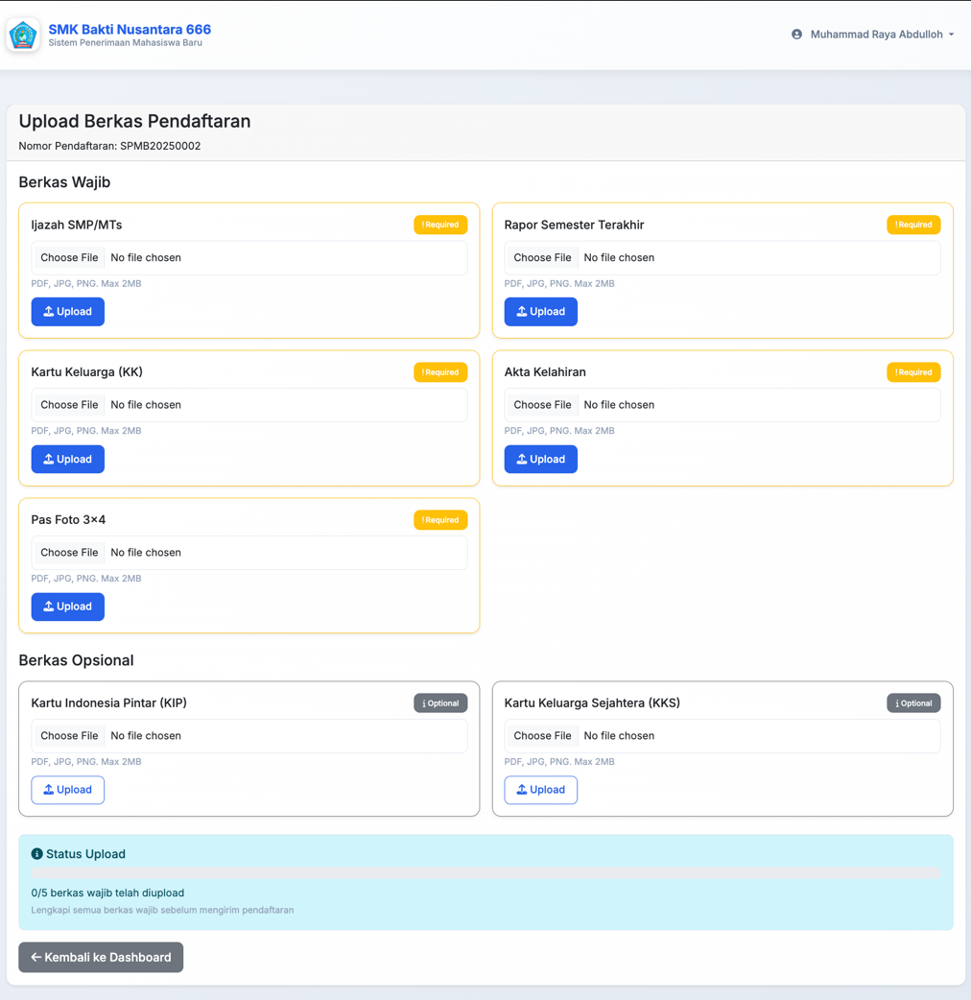 SMK Bakti Nusantara 666
Sistem Penerimaan Mahasiswa Baru
Muhammad Raya Abdulloh
Upload Berkas Pendaftaran
Nomor Pendaftaran: SPMB20250002
Berkas Wajib
Ijazah SMP/MTs
! Required
Choose File No file chosen
PDF, JPG, PNG. Max 2MB
Upload
Rapor Semester Terakhir
! Required
Choose File No file chosen
PDF, JPG, PNG. Max 2MB
Upload
Kartu Keluarga (KK)
! Required
Choose File No file chosen
PDF, JPG, PNG. Max 2MB
Upload
Akta Kelahiran
! Required
Choose File No file chosen
PDF, JPG, PNG. Max 2MB
Upload
Pas Foto 3x4
! Required
Choose File No file chosen
PDF, JPG, PNG. Max 2MB
Upload
Berkas Opsional
Kartu Indonesia Pintar (KIP)
i Optional
Choose File No file chosen
PDF, JPG, PNG. Max 2MB
Upload
Kartu Keluarga Sejahtera (KKS)
i Optional
Choose File No file chosen
PDF, JPG, PNG. Max 2MB
Upload
Status Upload
0/5 berkas wajib telah diupload
Lengkapi semua berkas wajib sebelum mengirim pendaftaran
← Kembali ke Dashboard